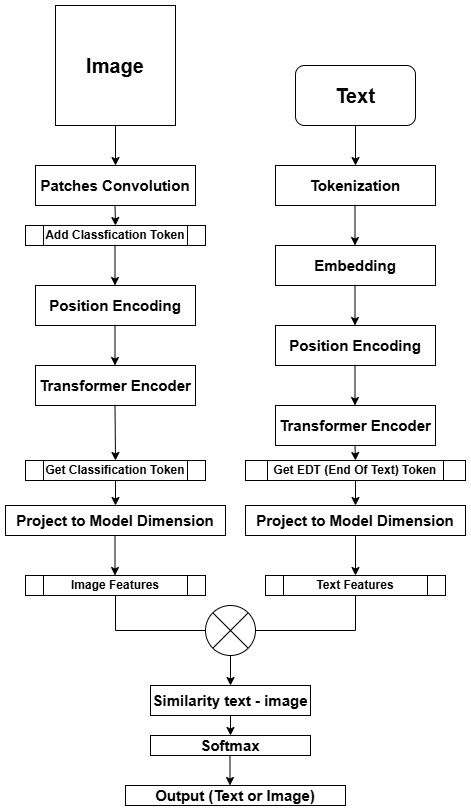 Image
Text
Patches Convolution
Tokenization
Add Classfication Token
Embedding
Position Encoding
Position Encoding
Transformer Encoder
Transformer Encoder
Get Classfication Token
Get EDT (End Of Text) Token
Project to Model Dimension
Project to Model Dimension
Image Features
Text Features
Similarity text - image
Softmax
Output (Text or Image)